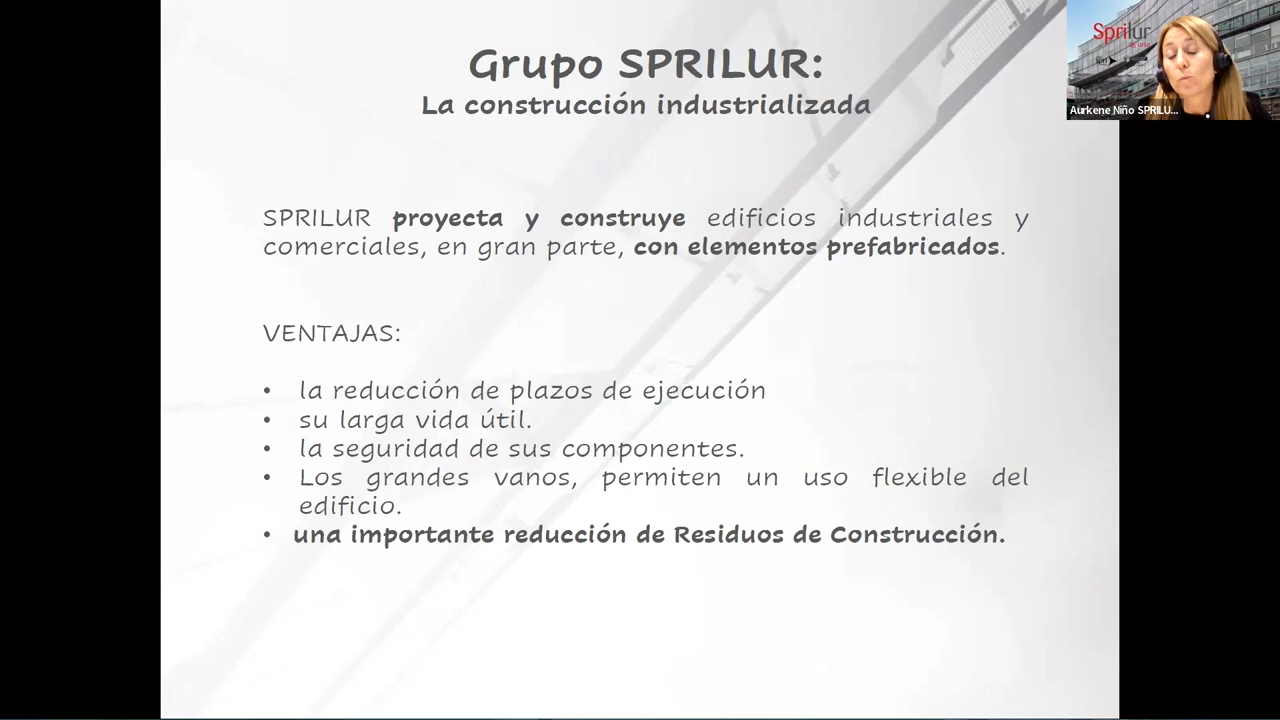 Grupo SPRILUR:
La construcción industrializada
Sprilur
spri
Aurkene Niño SPRILU...
SPRILUR proyecta y construye edificios industriales y
comerciales, en gran parte, con elementos prefabricados.
VENTAJAS:
• la reducción de plazos de ejecución
• su larga vida útil.
• la seguridad de sus componentes.
• Los grandes vanos, permiten un uso flexible del
edificio.
• una importante reducción de Residuos de Construcción.